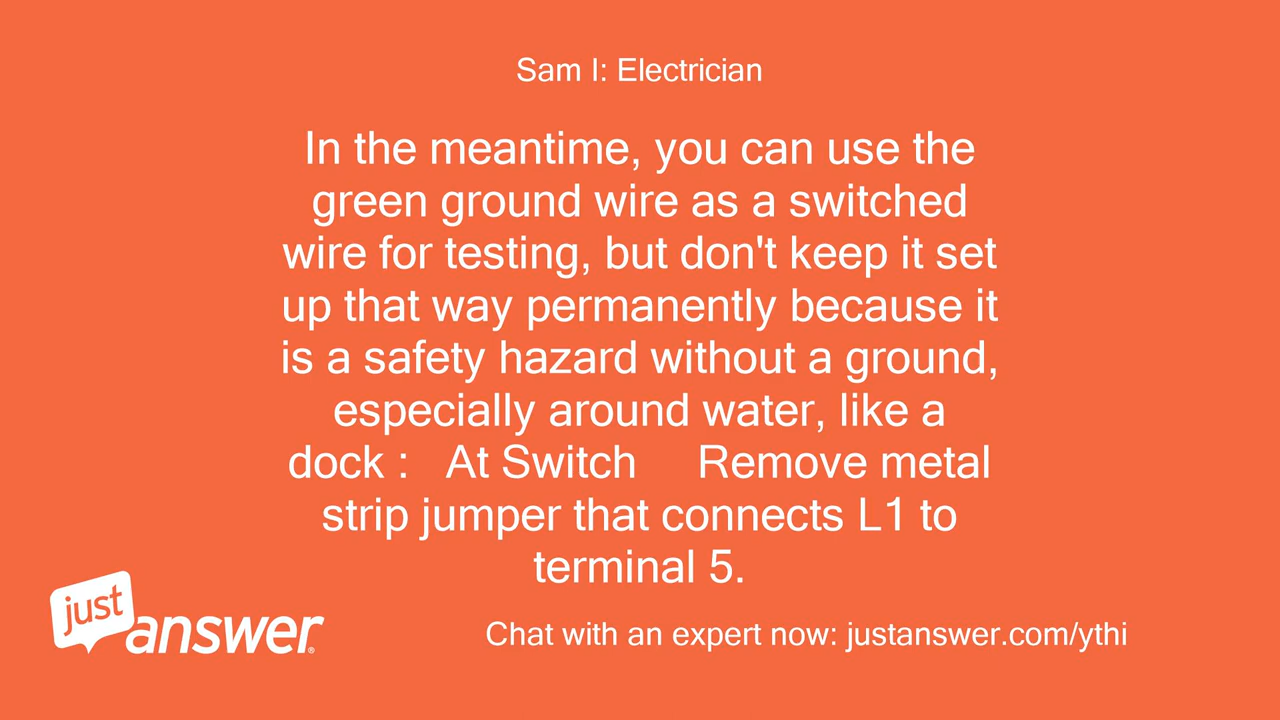 Sam I: Electrician
In the meantime, you can use the
green ground wire as a switched
wire for testing, but don't keep it set
up that way permanently because it
is a safety hazard without a ground,
especially around water, like a
dock :   At Switch     Remove metal
strip jumper that connects L1 to
terminal 5.
just
answer®
Chat with an expert now: justanswer.com/ythi